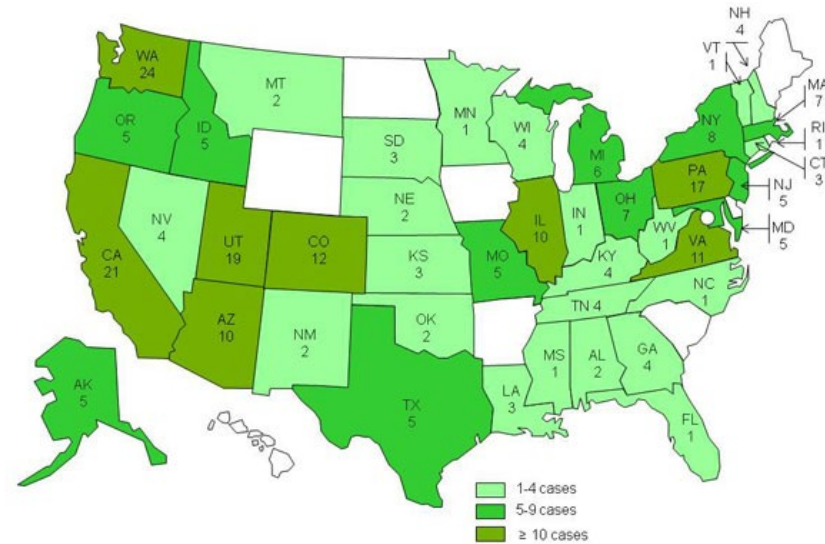 NH
4
VT
1
WA
24
MT
2
MN
1
MA
7
OR
5
ID
5
WI
4
NY
8
RI
1
SD
3
MI
6
CT
3
PA
17
NE
2
NJ
5
NV
4
UT
19
CO
12
IL
10
IN
1
OH
7
WV
1
MD
5
CA
21
KS
3
MO
5
KY
4
VA
11
TN 4
NC
1
AZ
10
NM
2
OK
2
MS
1
AL
2
GA
4
AK
5
TX
5
LA
3
FL
1
1-4 cases
5-9 cases
≥ 10 cases